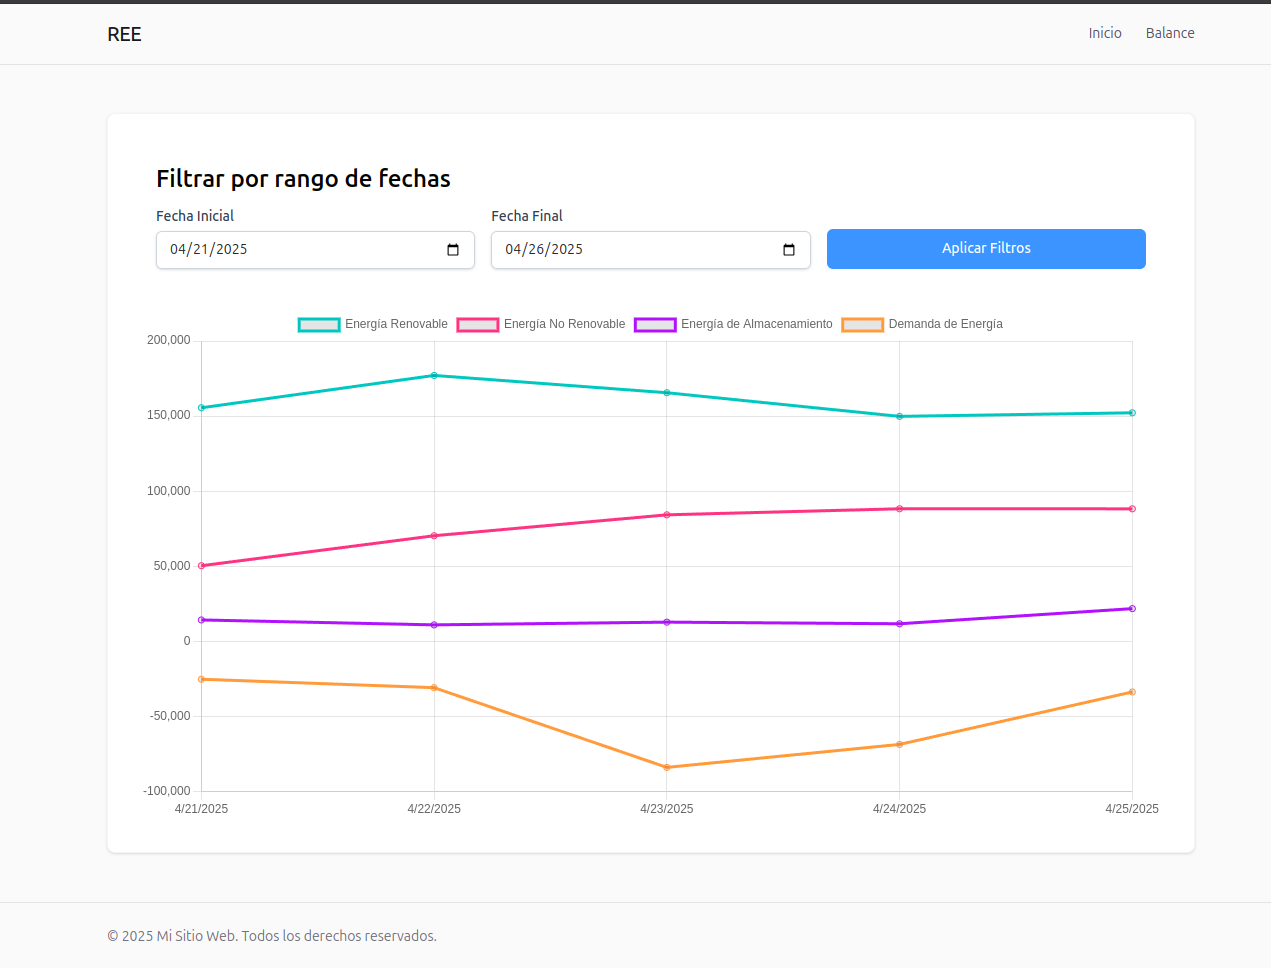 REE
Inicio Balance
Filtrar por rango de fechas
Fecha Inicial Fecha Final
04/21/2025 04/26/2025 Aplicar Filtros
Energía Renovable Energía No Renovable Energía de Almacenamiento Demanda de Energía
200,000
150,000
100,000
50,000
0
-50,000
-100,000
4/21/2025 4/22/2025 4/23/2025 4/24/2025 4/25/2025
© 2025 Mi Sitio Web. Todos los derechos reservados.